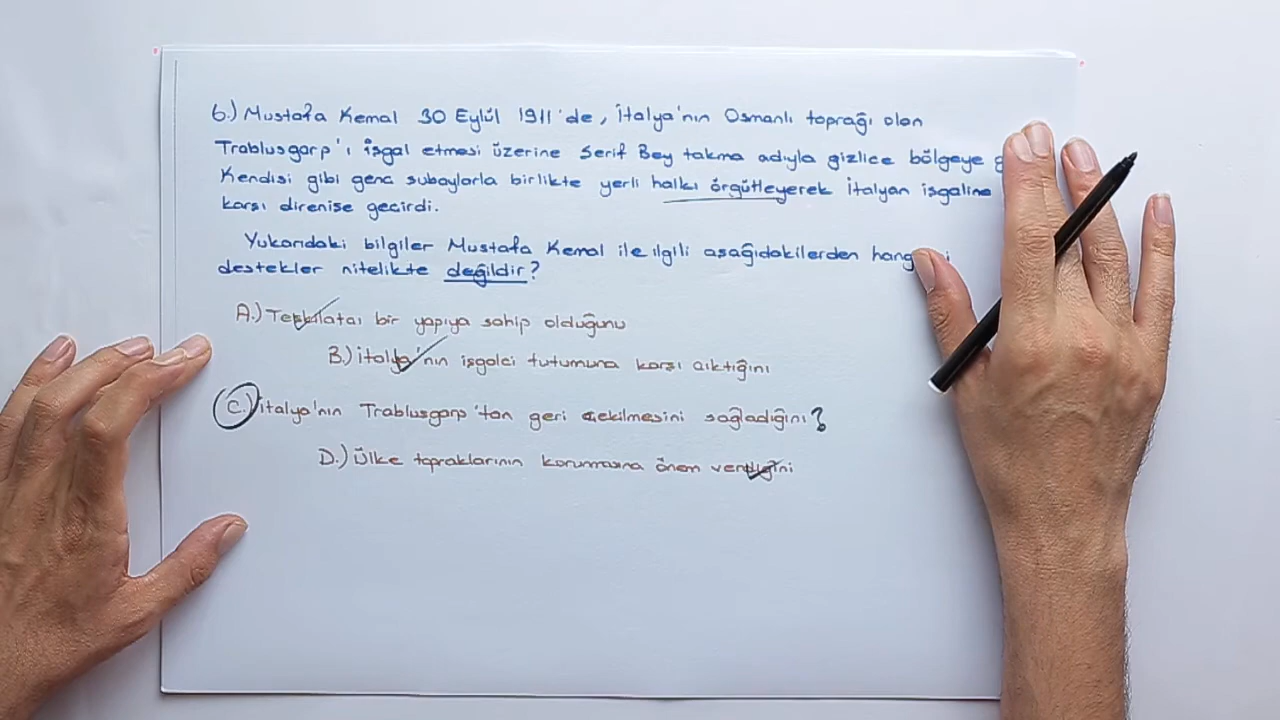 6.) Mustafa Kemal 30 Eylül 1911'de, İtalya'nın Osmanlı toprağı olan
Trablusgarp'ı işgal etmesi üzerine Şerif Bey takma adıyla gizlice bölgeye
Kendisi gibi genç subaylarla birlikte yerli halkı örgütleyerek İtalyan işgaline
karşı direnişe geçirdi.
Yukarıdaki bilgiler Mustafa Kemal ile ilgili aşağıdakilerden
destekler nitelikte değildir?
A.) Teşkilatçı bir yapıya sahip olduğunu
B.) İtalya'nın işgalci tutumuna karşı çıktığını
C.) İtalya'nın Trablusgarp'tan geri çekilmesini sağladığını ?
D.) Ülke topraklarının korunmasına önem verdiğini